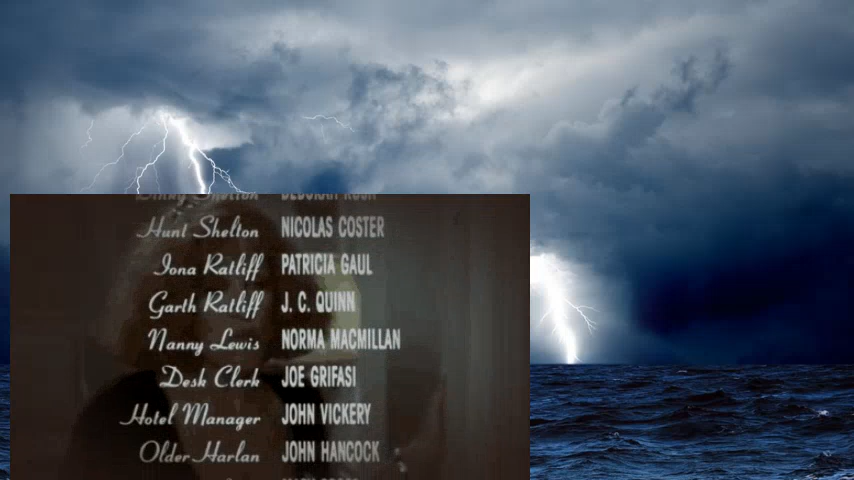 Hunt Shelton NICOLAS COSTER
Iona Ratliff PATRICIA GAUL
Garth Ratliff J. C. QUINN
Nanny Lewis NORMA MACMILLAN
Desk Clerk JOE GRIFASI
Hotel Manager JOHN VICKERY
Older Harlan JOHN HANCOCK